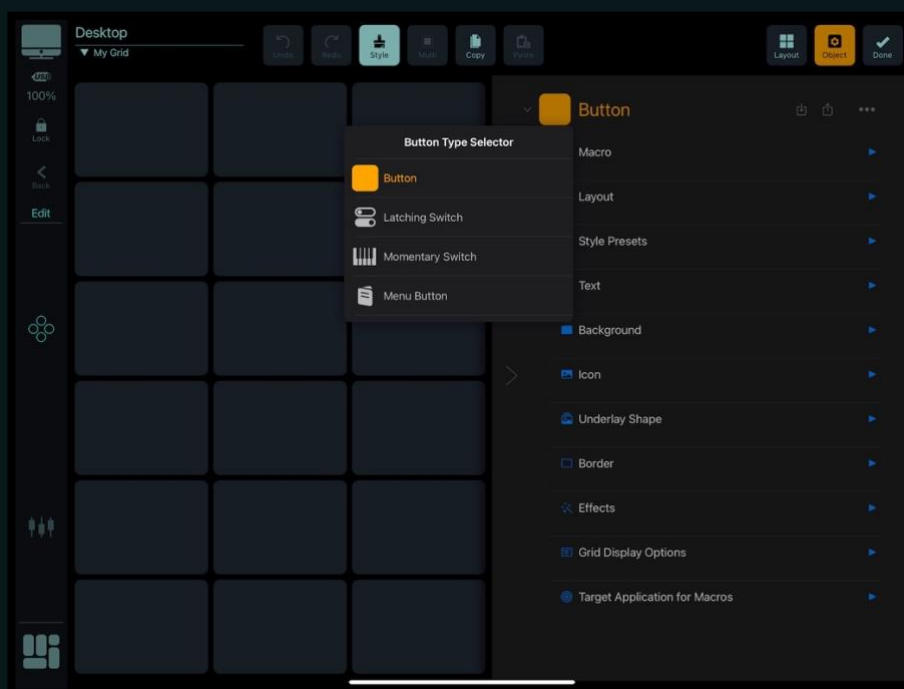 Desktop
▼ My Grid
Undo
Redo
Style
Multi
Copy
Paste
Layout
Object
Done
USB
100%
Lock
Back
Edit
Button Type Selector
Button
Latching Switch
Momentary Switch
Menu Button
Button
Macro
Layout
Style Presets
Text
Background
Icon
Underlay Shape
Border
Effects
Grid Display Options
Target Application for Macros